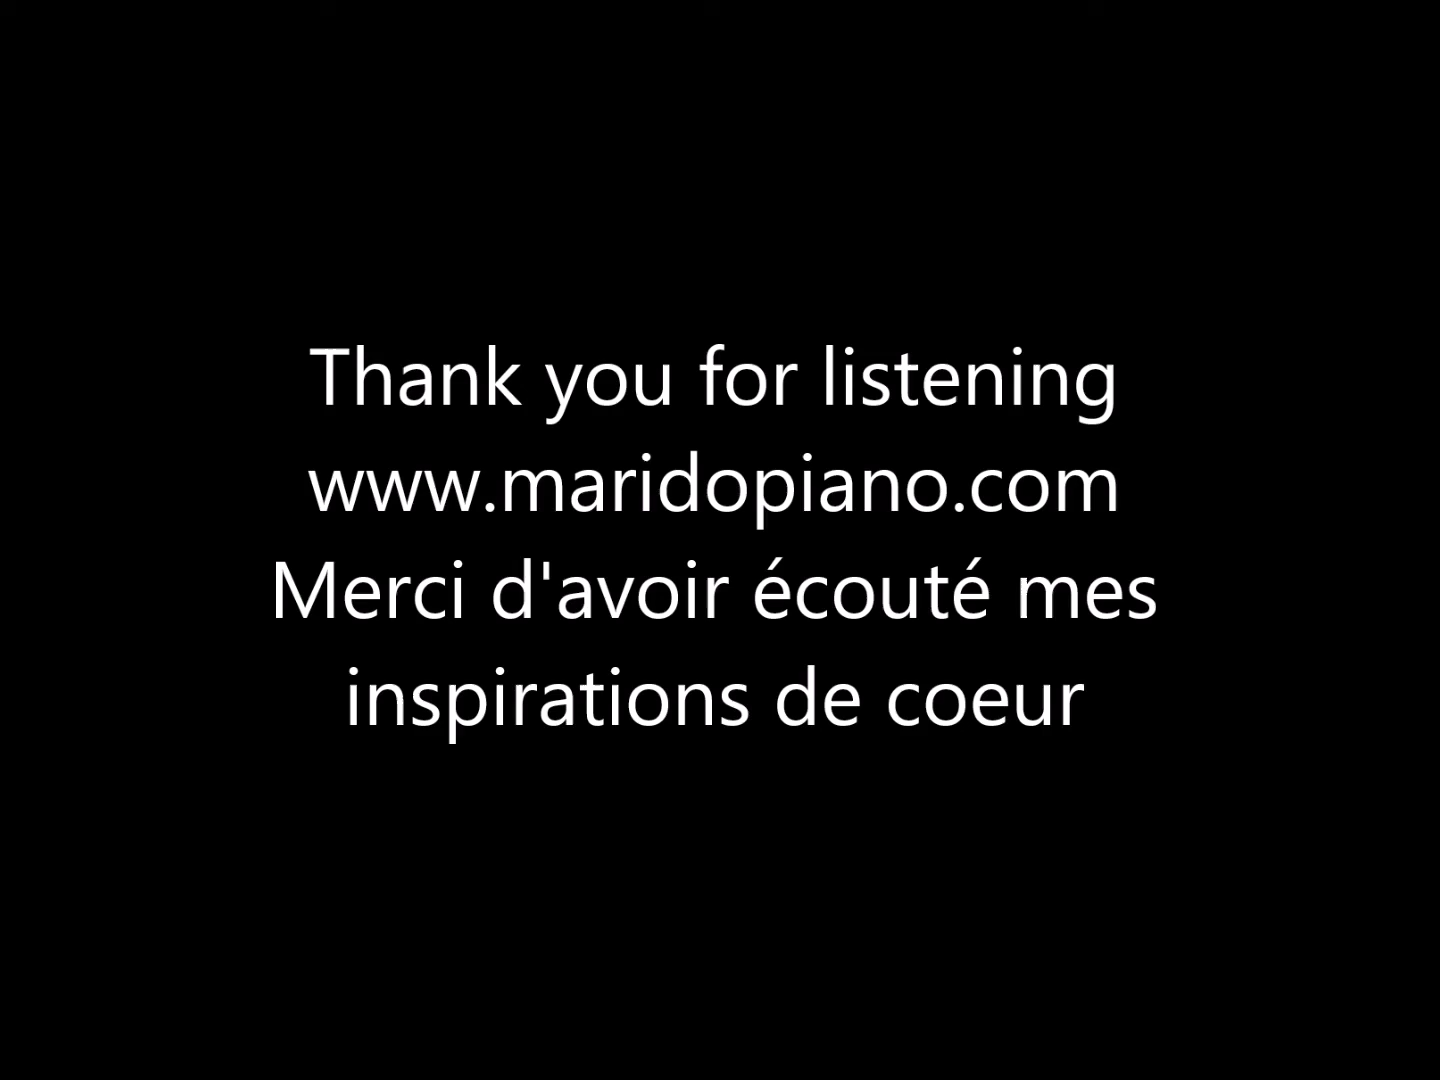 Thank you for listening
www.maridopiano.com
Merci d'avoir écouté mes
inspirations de coeur